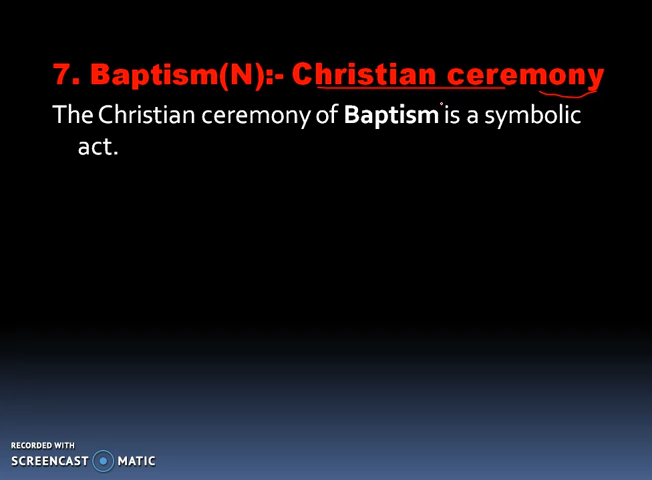 7. Baptism(N):- Christian ceremony
The Christian ceremony of Baptism is a symbolic
act.
RECORDED WITH
SCREENCAST MATIC